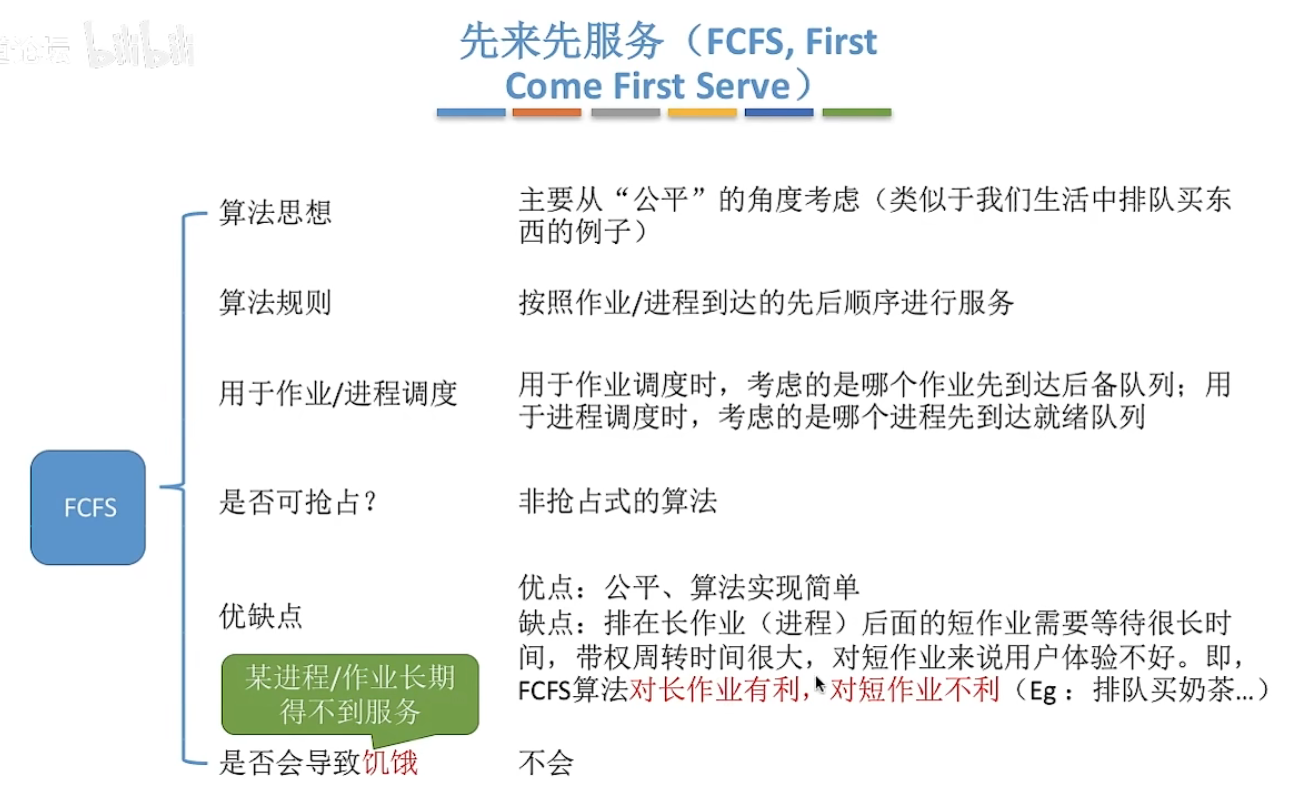 论坛 bilibili
先来先服务（FCFS, First
Come First Serve）
算法思想
主要从“公平”的角度考虑（类似于我们生活中排队买东
西的例子）
算法规则
按照作业/进程到达的先后顺序进行服务
用于作业/进程调度
用于作业调度时，考虑的是哪个作业先到达后备队列；用
于进程调度时，考虑的是哪个进程先到达就绪队列
FCFS
是否可抢占？
非抢占式的算法
优缺点
优点：公平、算法实现简单
缺点：排在长作业（进程）后面的短作业需要等待很长时
间，带权周转时间很大，对短作业来说用户体验不好。即，
FCFS算法对长作业有利，对短作业不利（Eg：排队买奶茶…）
某进程/作业长期
得不到服务
是否会导致饥饿
不会